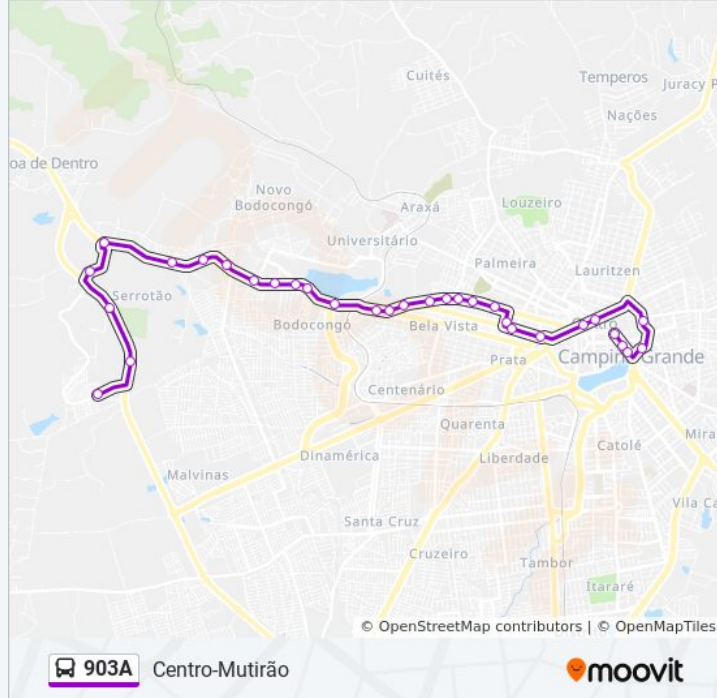 Cuités
Temperos
Juracy P
Nações
oa de Dentro
Novo
Bodocongó
Araxá
Louzeiro
Universitário
Palmeira
Lauritzen
Serrotão
Bodocongó
Bela Vista
Centro
Prata
Campina Grande
Centenário
Quarenta
Catolé
Mira
Dinamérica
Liberdade
Malvinas
Vila Ca
Santa Cruz
Cruzeiro
Tambor
Itararé
© OpenStreetMap contributors | © OpenMapTiles
903A Centro-Mutirão
moovit